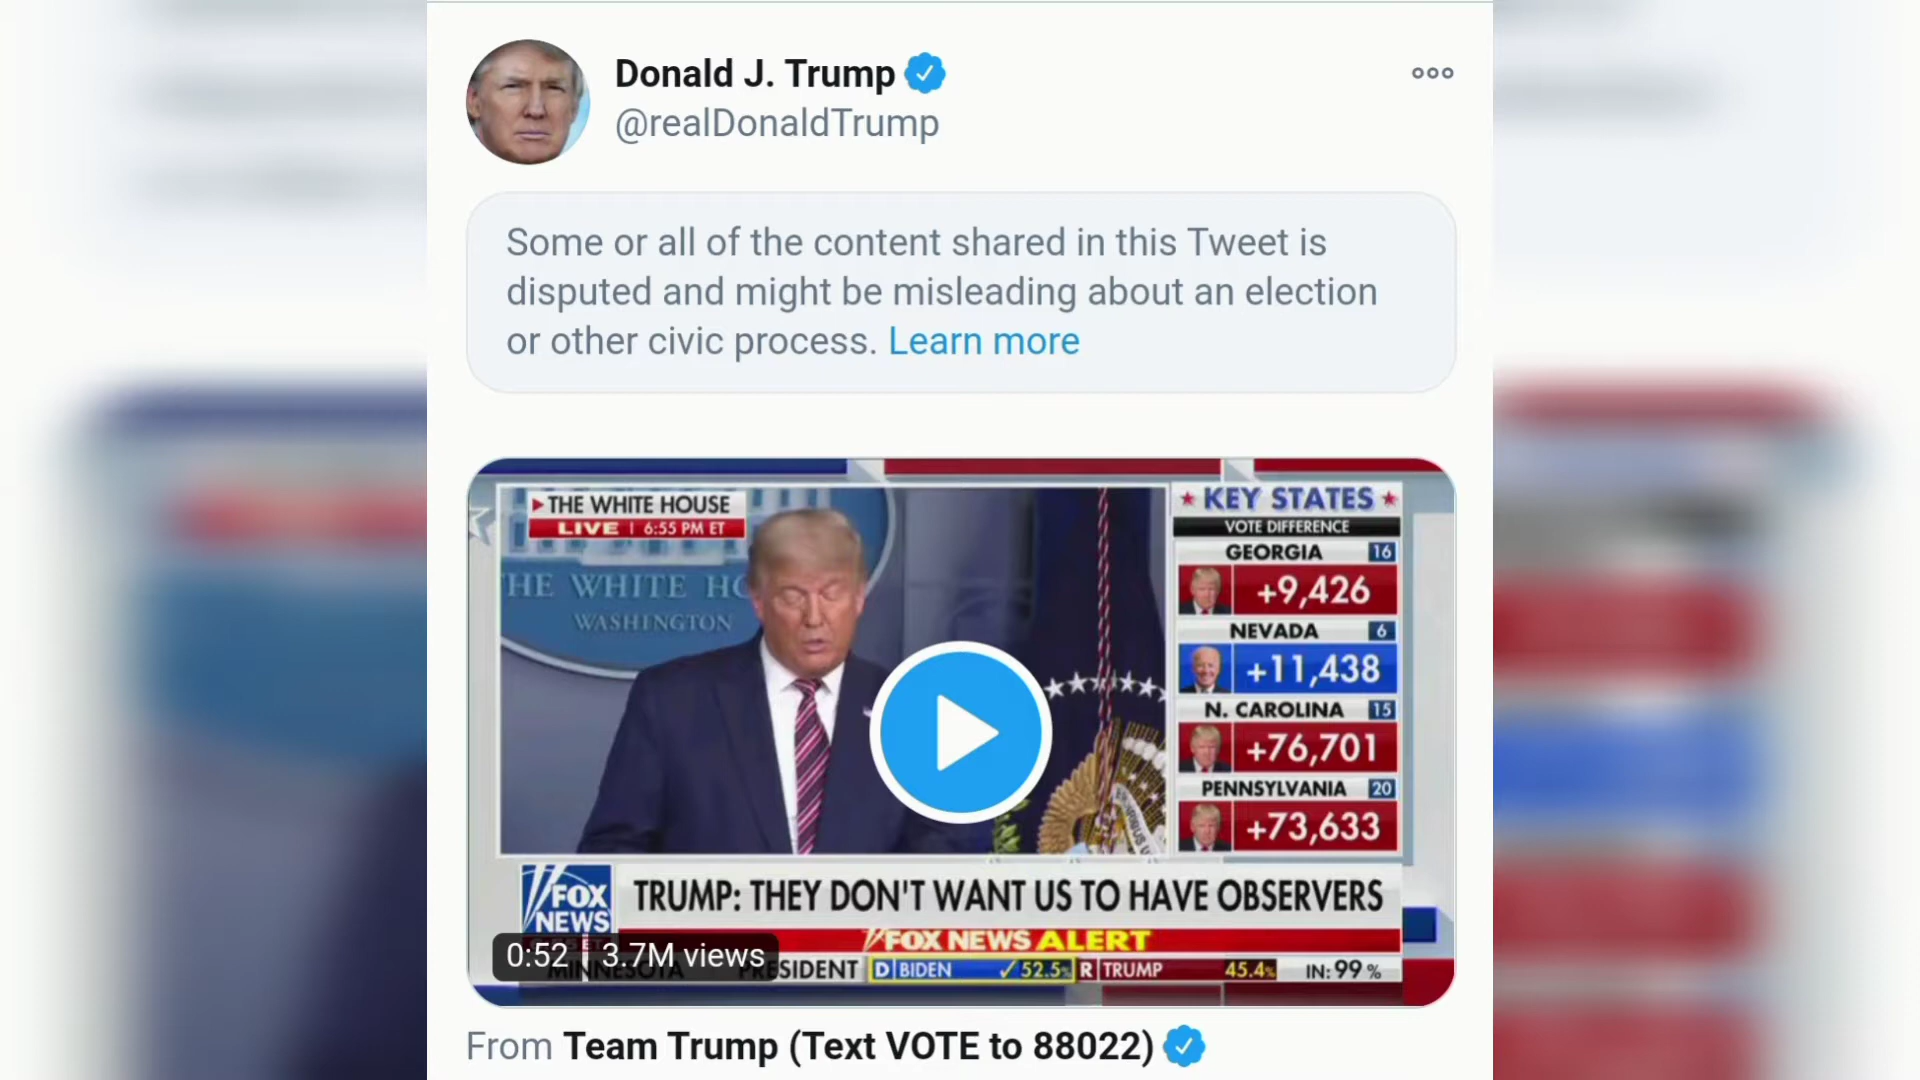 Donald J. Trump
@realDonaldTrump
Some or all of the content shared in this Tweet is
disputed and might be misleading about an election
or other civic process. Learn more
THE WHITE HOUSE
LIVE | 6:55 PM ET
THE WHITE HO
WASHINGTON
KEY STATES
VOTE DIFFERENCE
GEORGIA 16
+9,426
NEVADA 6
+11,438
N. CAROLINA 15
+76,701
PENNSYLVANIA 20
+73,633
FOX
NEWS
TRUMP: THEY DON'T WANT US TO HAVE OBSERVERS
FOX NEWS ALERT
0:52 3.7M views
MINNESOTA PRESIDENT D BIDEN ✓52.5% R TRUMP 45.4% IN: 99%
From Team Trump (Text VOTE to 88022)